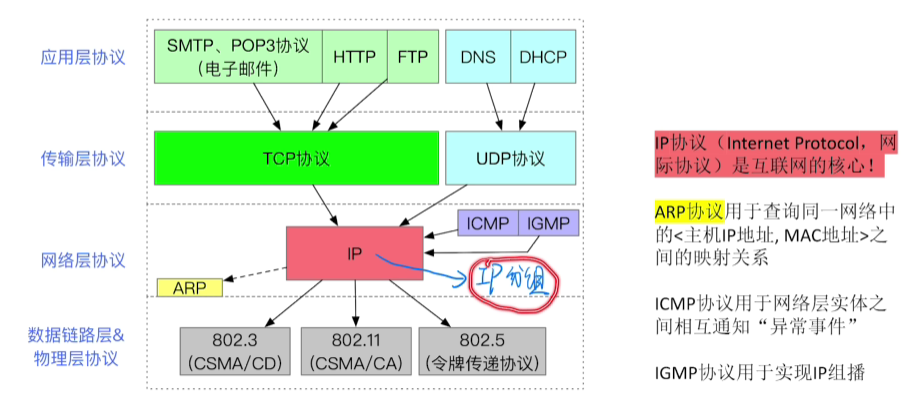 应用层协议
SMTP、POP3协议
（电子邮件）
HTTP
FTP
DNS
DHCP
传输层协议
TCP协议
UDP协议
ICMP
IGMP
网络层协议
IP
IP分组
ARP
数据链路层&
物理层协议
802.3
(CSMA/CD)
802.11
(CSMA/CA)
802.5
(令牌传递协议)
IP协议（Internet Protocol，网
际协议）是互联网的核心！
ARP协议用于查询同一网络中
的<主机IP地址, MAC地址>之
间的映射关系
ICMP协议用于网络层实体之
间相互通知“异常事件”
IGMP协议用于实现IP组播